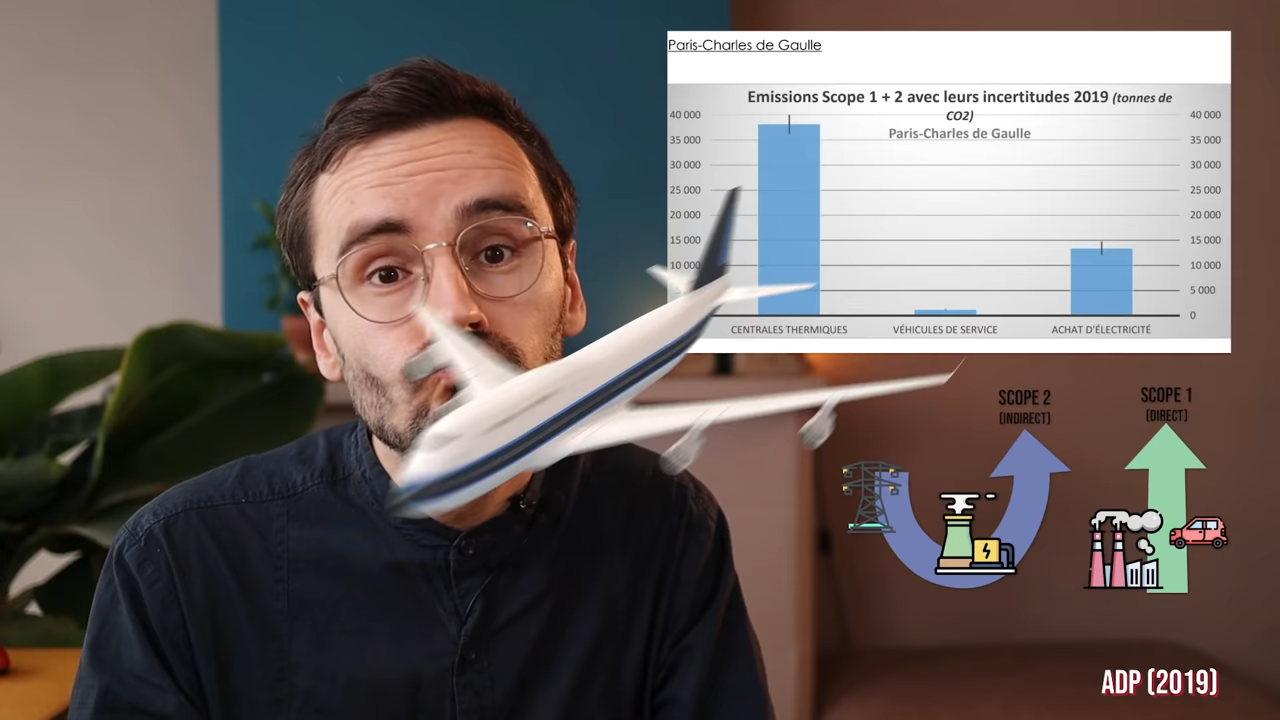 Paris-Charles de Gaulle
Emissions Scope 1 + 2 avec leurs incertitudes 2019 (tonnes de
CO2)
Paris-Charles de Gaulle
40 000
35 000
30 000
25 000
20 000
15 000
10 000
40 000
35 000
30 000
25 000
20 000
15 000
10 000
5 000
0
CENTRALES THERMIQUES
VÉHICULES DE SERVICE
ACHAT D'ÉLECTRICITÉ
SCOPE 2
(INDIRECT)
SCOPE 1
(DIRECT)
ADP (2019)